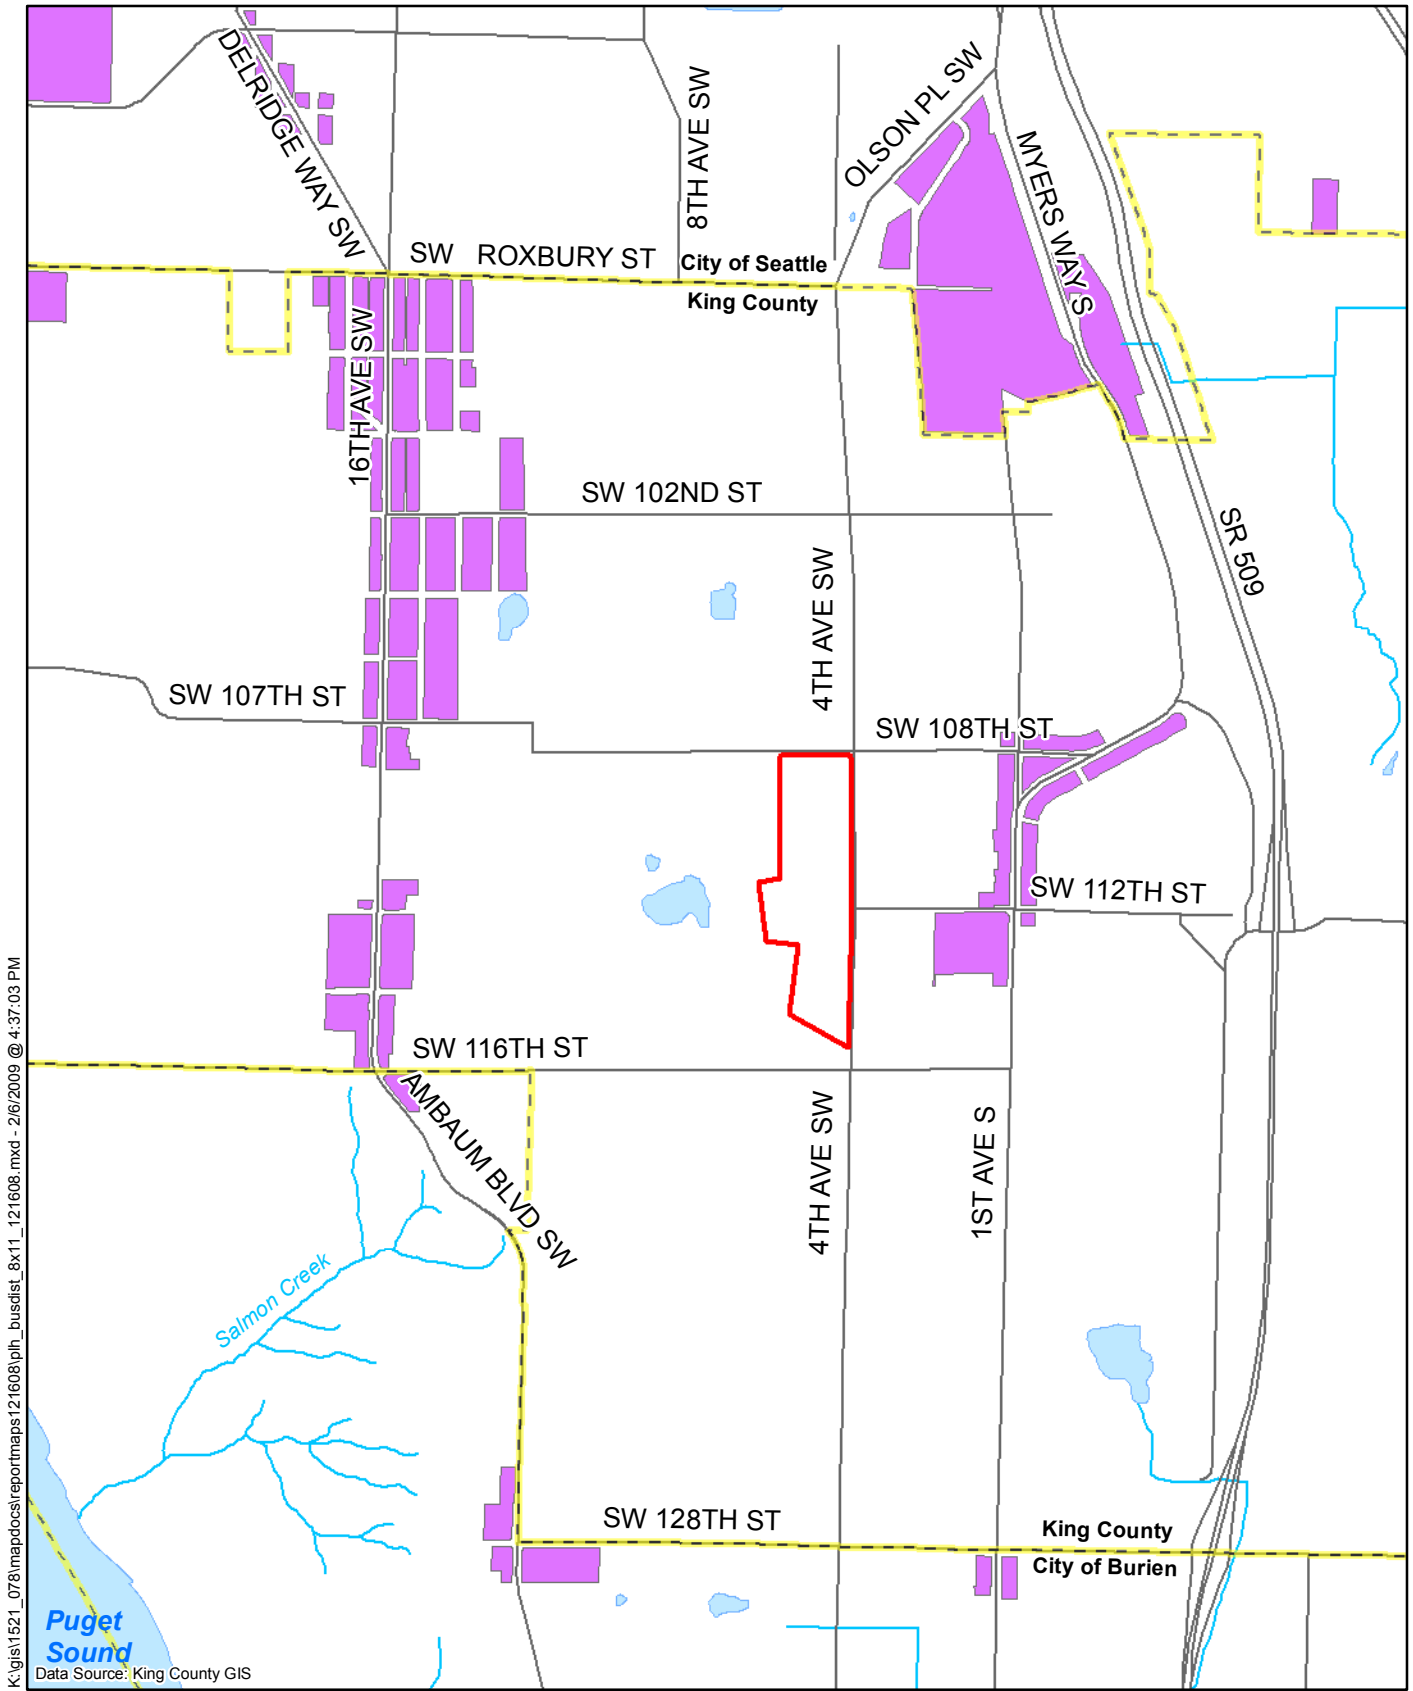 DELRIDGE WAY SW
8TH AVE SW
OLSON PL SW
MYERS WAY S
SW ROXBURY ST
City of Seattle
King County
16TH AVE SW
SW 102ND ST
SR 509
4TH AVE SW
SW 107TH ST
SW 108TH ST
SW 112TH ST
SW 116TH ST
AMBAUM BLVD SW
4TH AVE SW
1ST AVE S
Salmon Creek
SW 128TH ST
King County
City of Burien
Puget
Sound
Data Source: King County GIS
K:\gis\1521_078\mapdocs\reportmaps121608\plh_busdist_8x11_121608.mxd - 2/6/2009 @ 4:37:03 PM